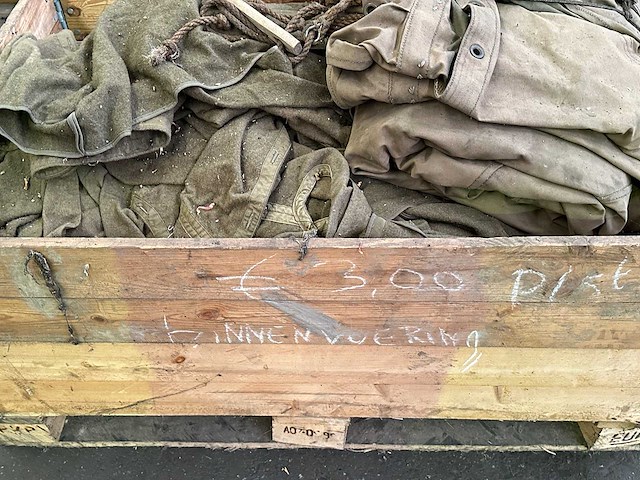 € 3,00 p/st
BINNENVOERING